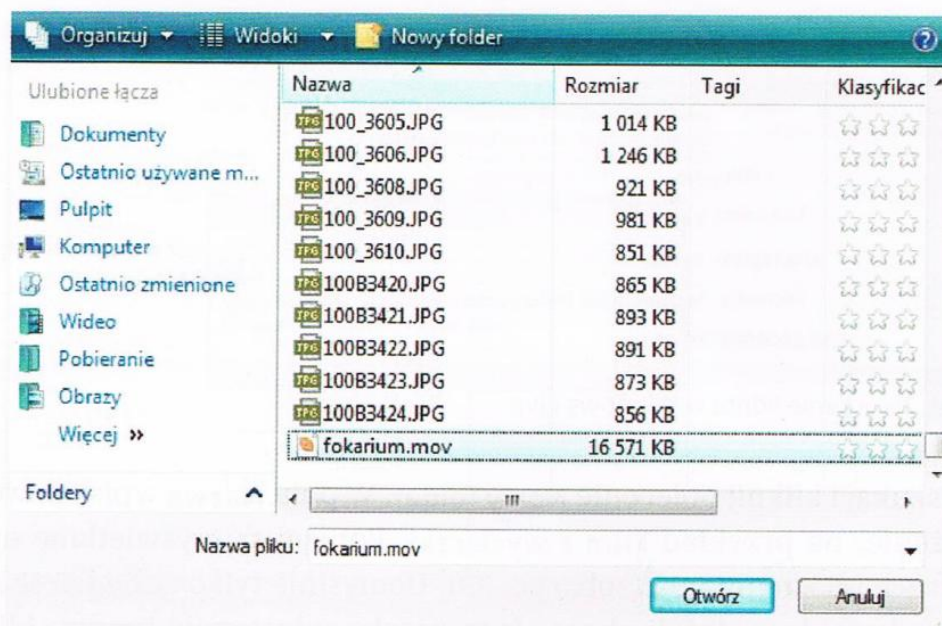 Organizuj Widoki Nowy folder
Ulubione łącza
Dokumenty
Ostatnio używane m...
Pulpit
Komputer
Ostatnio zmienione
Wideo
Pobieranie
Obrazy
Więcej »
Foldery
Nazwa Rozmiar Tagi Klasyfikac
100_3605.JPG 1 014 KB
100_3606.JPG 1 246 KB
100_3608.JPG 921 KB
100_3609.JPG 981 KB
100_3610.JPG 851 KB
100B3420.JPG 865 KB
100B3421.JPG 893 KB
100B3422.JPG 891 KB
100B3423.JPG 873 KB
100B3424.JPG 856 KB
fokarium.mov 16 571 KB
Nazwa pliku: fokarium.mov
Otwórz Anuluj